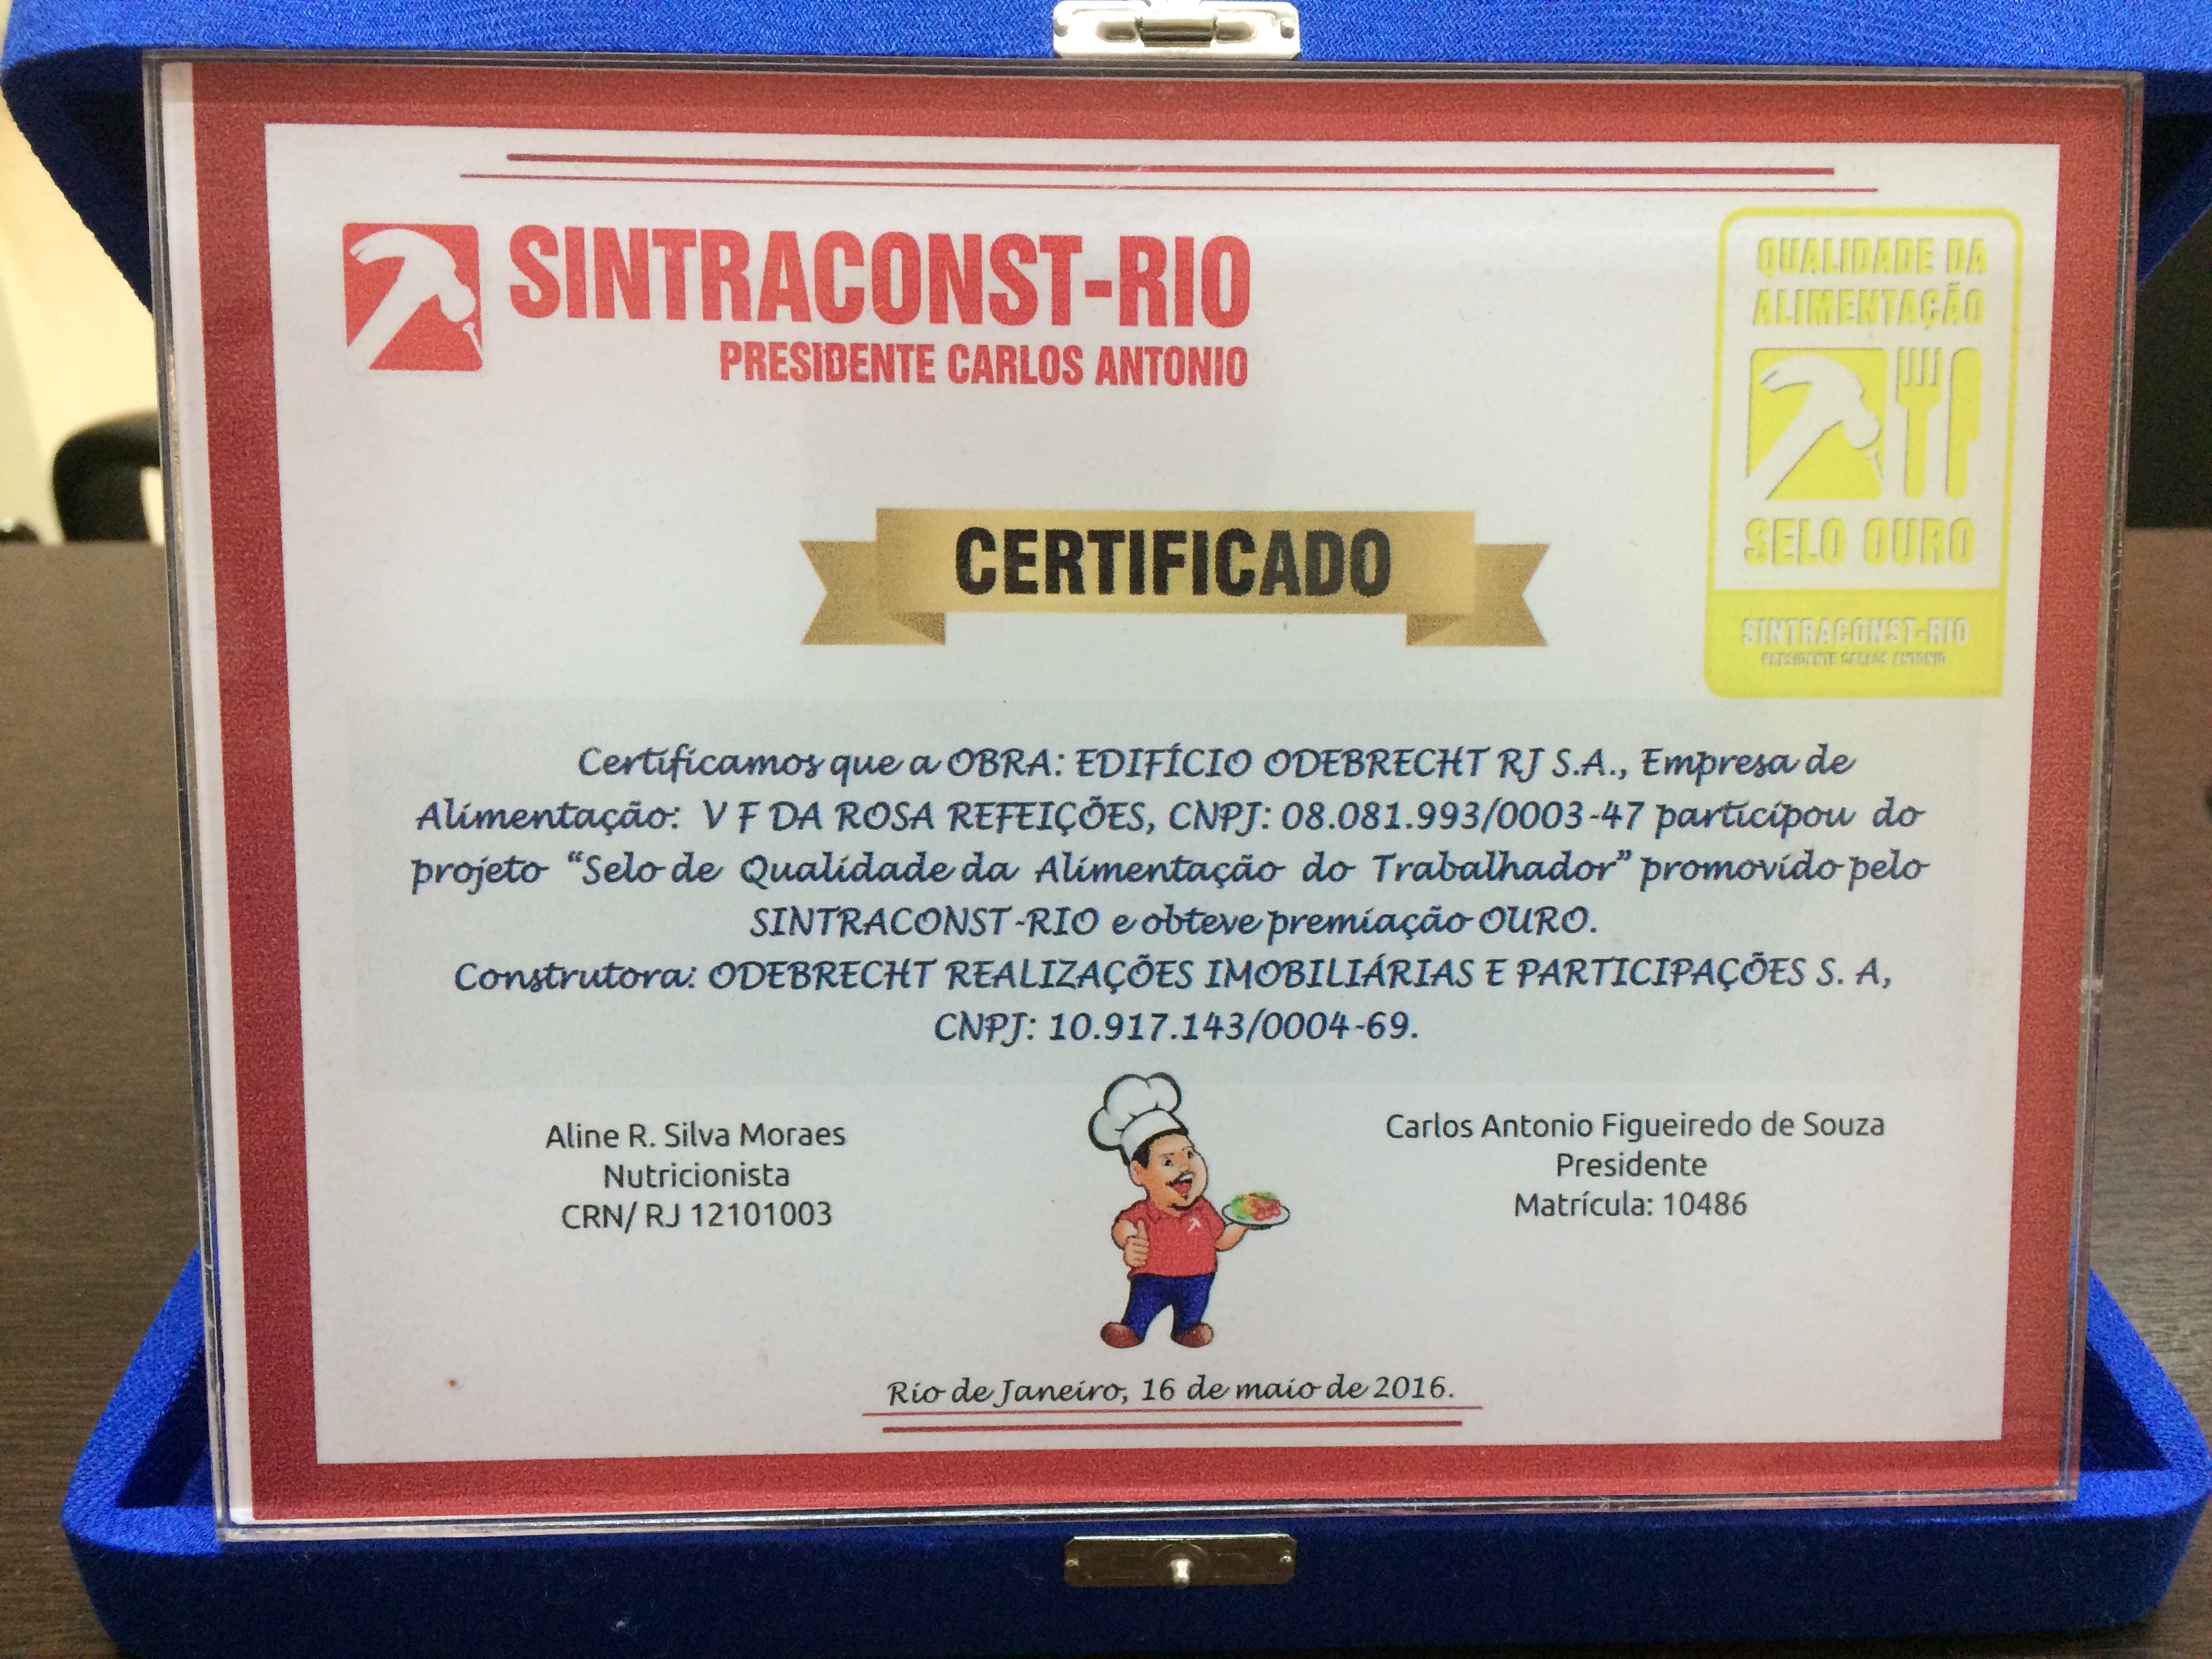 SINTRACONST-RIO
PRESIDENTE CARLOS ANTONIO
QUALIDADE DA
ALIMENTAÇÃO
SELO OURO
SINTRACONST-RIO
PRESIDENTE CARLOS ANTONIO
CERTIFICADO
Certificamos que a OBRA: EDIFÍCIO ODEBRECHT RJ S.A., Empresa de
Alimentação: V F DA ROSA REFEIÇÕES, CNPJ: 08.081.993/0003-47 participou do
projeto “Selo de Qualidade da Alimentação do Trabalhador” promovido pelo
SINTRACONST-RIO e obteve premiação OURO.
Construtora: ODEBRECHT REALIZAÇÕES IMOBILIÁRIAS E PARTICIPAÇÕES S. A,
CNPJ: 10.917.143/0004-69.
Aline R. Silva Moraes
Nutricionista
CRN/ RJ 12101003
Carlos Antonio Figueiredo de Souza
Presidente
Matrícula: 10486
Rio de Janeiro, 16 de maio de 2016.